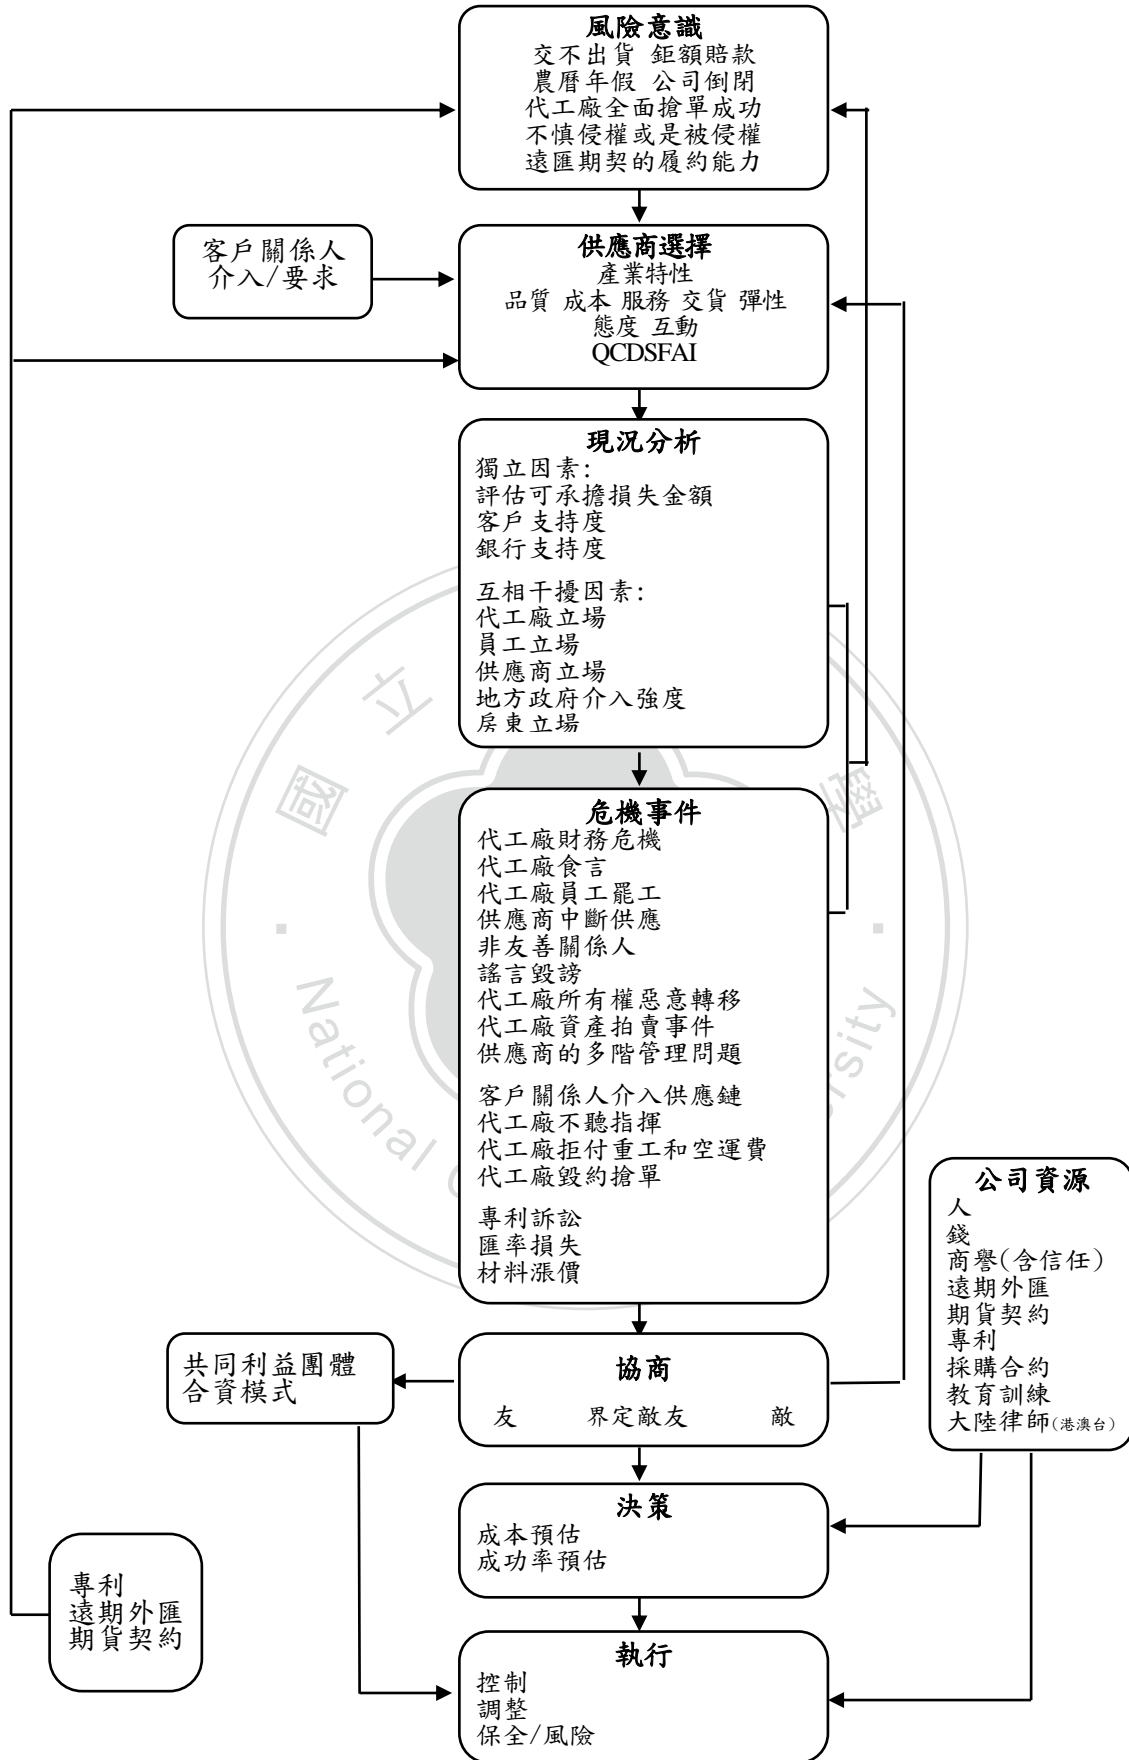 風險意識
交不出貨 鉅額賠款
農曆年假 公司倒閉
代工廠全面搶單成功
不慎侵權或是被侵權
遠匯期契的履約能力
客戶關係人
介入/要求
供應商選擇
產業特性
品質 成本 服務 交貨 彈性
態度 互動
QCDSFAI
現況分析
獨立因素:
評估可承擔損失金額
客戶支持度
銀行支持度
互相干擾因素:
代工廠立場
員工立場
供應商立場
地方政府介入強度
房東立場
危機事件
代工廠財務危機
代工廠食言
代工廠員工罷工
供應商中斷供應
非友善關係人
謠言毀謗
代工廠所有權惡意轉移
代工廠資產拍賣事件
供應商的多階管理問題
客戶關係人介入供應鏈
代工廠不聽指揮
代工廠拒付重工和空運費
代工廠毀約搶單
專利訴訟
匯率損失
材料漲價
公司資源
人
錢
商譽(含信任)
遠期外匯
期貨契約
專利
採購合約
教育訓練
大陸律師(港澳台)
共同利益團體
合資模式
協商
友 界定敵友 敵
決策
成本預估
成功率預估
專利
遠期外匯
期貨契約
執行
控制
調整
保全/風險
國 立 學
National C rsity